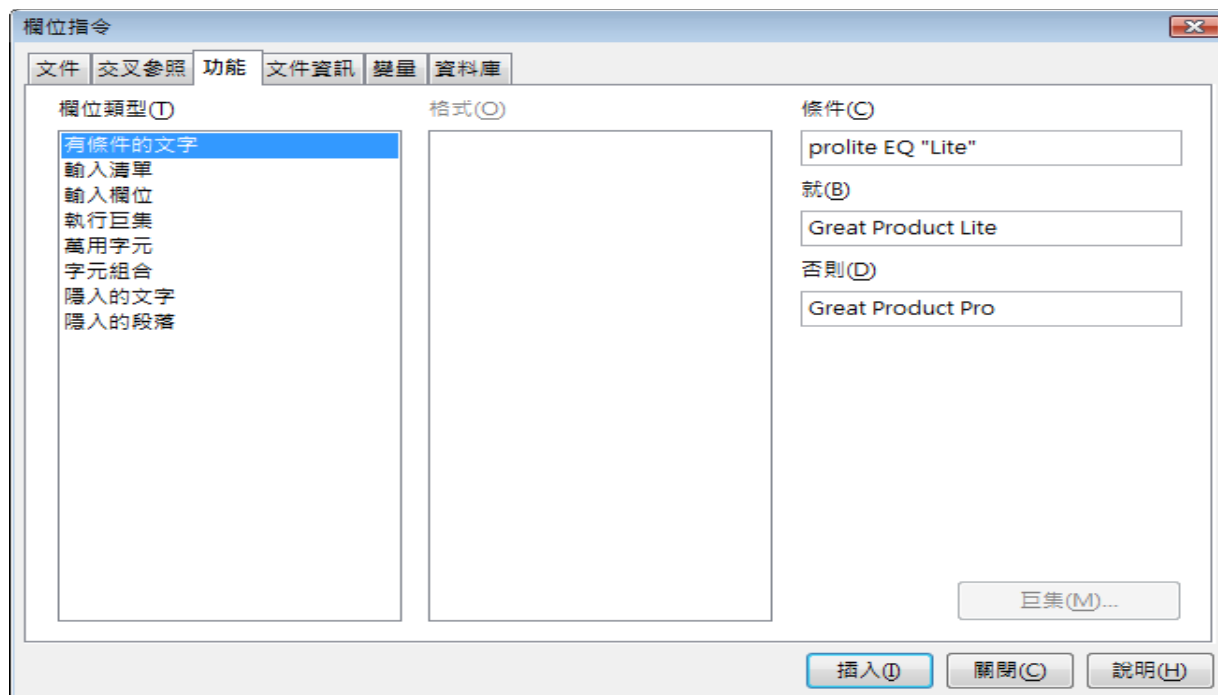 欄位指令
文件 交叉參照 功能 文件資訊 變量 資料庫
欄位類型(T)
有條件的文字
輸入清單
輸入欄位
執行巨集
萬用字元
字元組合
隱入的文字
隱入的段落
格式(O)
條件(C)
prolite EQ "Lite"
就(B)
Great Product Lite
否則(D)
Great Product Pro
巨集(M)...
插入(I) 關閉(C) 說明(H)